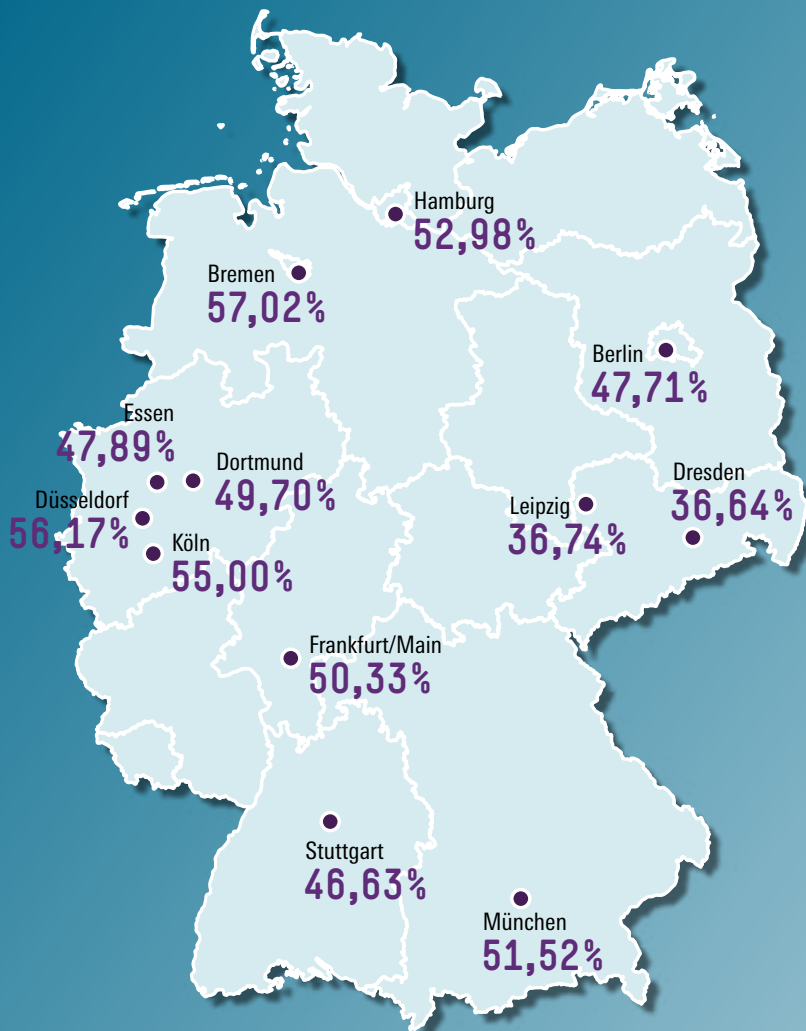 Hamburg
52,98%
Bremen
57,02%
Berlin
47,71%
Essen
47,89%
Dortmund
49,70%
Düsseldorf
56,17%
Köln
55,00%
Leipzig
36,74%
Dresden
36,64%
Frankfurt/Main
50,33%
Stuttgart
46,63%
München
51,52%